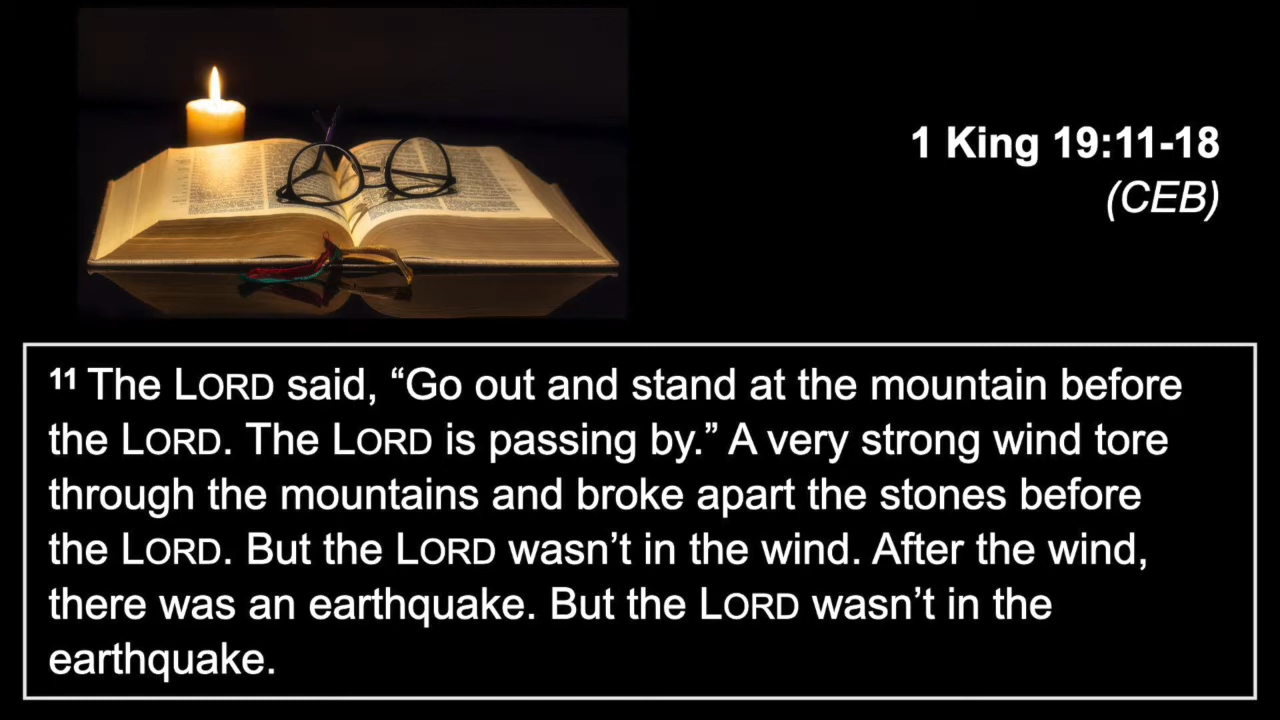 1 King 19:11-18
(CEB)
11 The LORD said, “Go out and stand at the mountain before
the LORD. The LORD is passing by.” A very strong wind tore
through the mountains and broke apart the stones before
the LORD. But the LORD wasn’t in the wind. After the wind,
there was an earthquake. But the LORD wasn’t in the
earthquake.